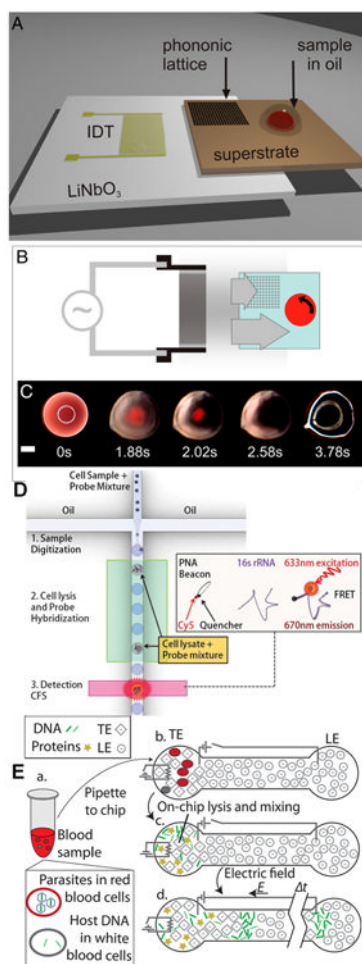 A
phononic
lattice
sample
in oil
IDT
superstrate
LiNbO₃
B
C
0s
1.88s
2.02s
2.58s
3.78s
D
Cell Sample +
Probe Mixture
Oil
Oil
1. Sample
Digitization
2. Cell lysis
and Probe
Hybridization
Cell lysate +
Probe mixture
3. Detection
CFS
PNA
Beacon
16s rRNA
633nm excitation
Cy5
Quencher
FRET
670nm emission
DNA
TE
Proteins
LE
E
a.
Pipette
to chip
Blood
sample
Parasites in red
blood cells
Host DNA
in white
blood cells
b.
TE
LE
On-chip lysis and mixing
c.
Electric field
E
Δt
d.